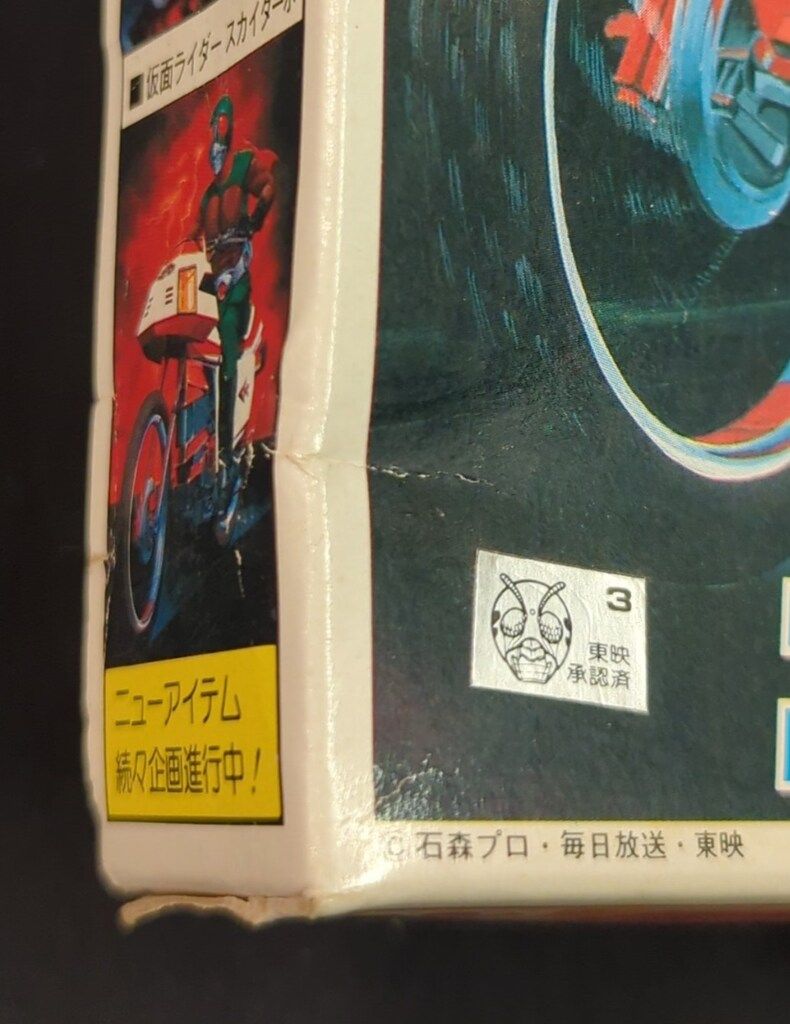 ■仮面ライダー スカイターボ
ニューアイテム
続々企画進行中！
3
東映
承認済
©石森プロ・毎日放送・東映